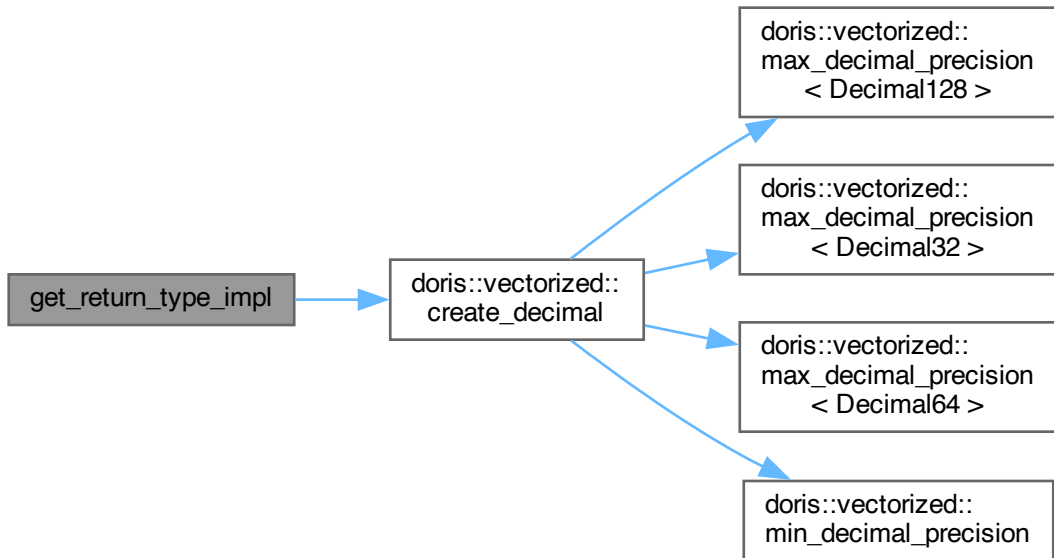 get_return_type_impl
doris::vectorized::
create_decimal
doris::vectorized::
max_decimal_precision
< Decimal128 >
doris::vectorized::
max_decimal_precision
< Decimal32 >
doris::vectorized::
max_decimal_precision
< Decimal64 >
doris::vectorized::
min_decimal_precision